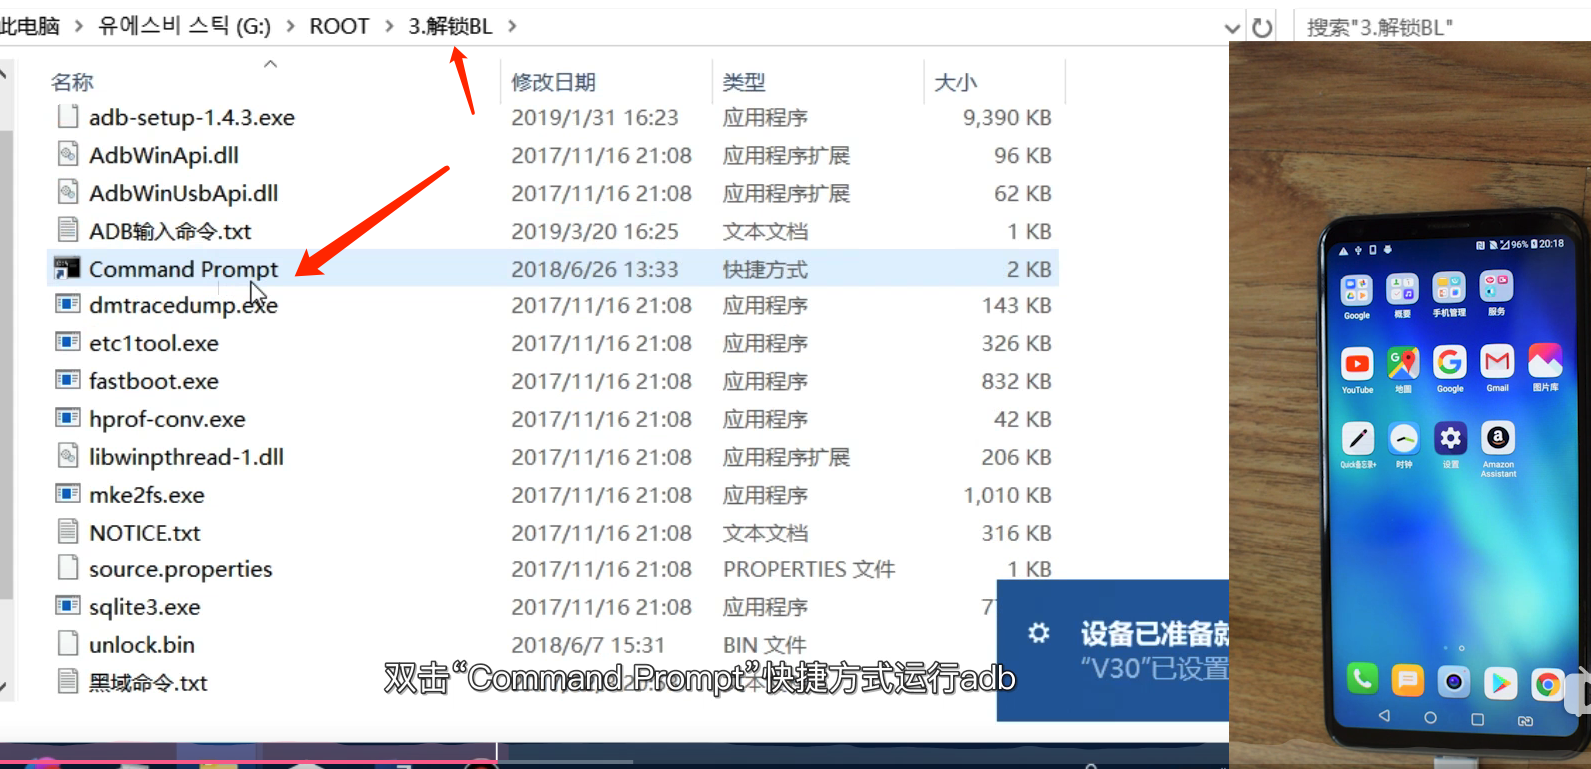 此电脑 > 유에스비 스틱 (G:) > ROOT > 3.解锁BL >
搜索"3.解锁BL"
名称 修改日期 类型 大小
adb-setup-1.4.3.exe 2019/1/31 16:23 应用程序 9,390 KB
AdbWinApi.dll 2017/11/16 21:08 应用程序扩展 96 KB
AdbWinUsbApi.dll 2017/11/16 21:08 应用程序扩展 62 KB
ADB输入命令.txt 2019/3/20 16:25 文本文档 1 KB
Command Prompt 2018/6/26 13:33 快捷方式 2 KB
dmtracedump.exe 2017/11/16 21:08 应用程序 143 KB
etc1tool.exe 2017/11/16 21:08 应用程序 326 KB
fastboot.exe 2017/11/16 21:08 应用程序 832 KB
hprof-conv.exe 2017/11/16 21:08 应用程序 42 KB
libwinpthread-1.dll 2017/11/16 21:08 应用程序扩展 206 KB
mke2fs.exe 2017/11/16 21:08 应用程序 1,010 KB
NOTICE.txt 2017/11/16 21:08 文本文档 316 KB
source.properties 2017/11/16 21:08 PROPERTIES 文件 1 KB
sqlite3.exe 2017/11/16 21:08 应用程序
unlock.bin 2018/6/7 15:31 BIN 文件
黑域命令.txt
设备已准备就
“V30”已设置
双击“Command Prompt”快捷方式运行adb
96% 20:18
Google 概要 手机管理 服务
YouTube 地图 Google Gmail 图片库
Quick备忘录+ 时钟 设置 Amazon Assistant